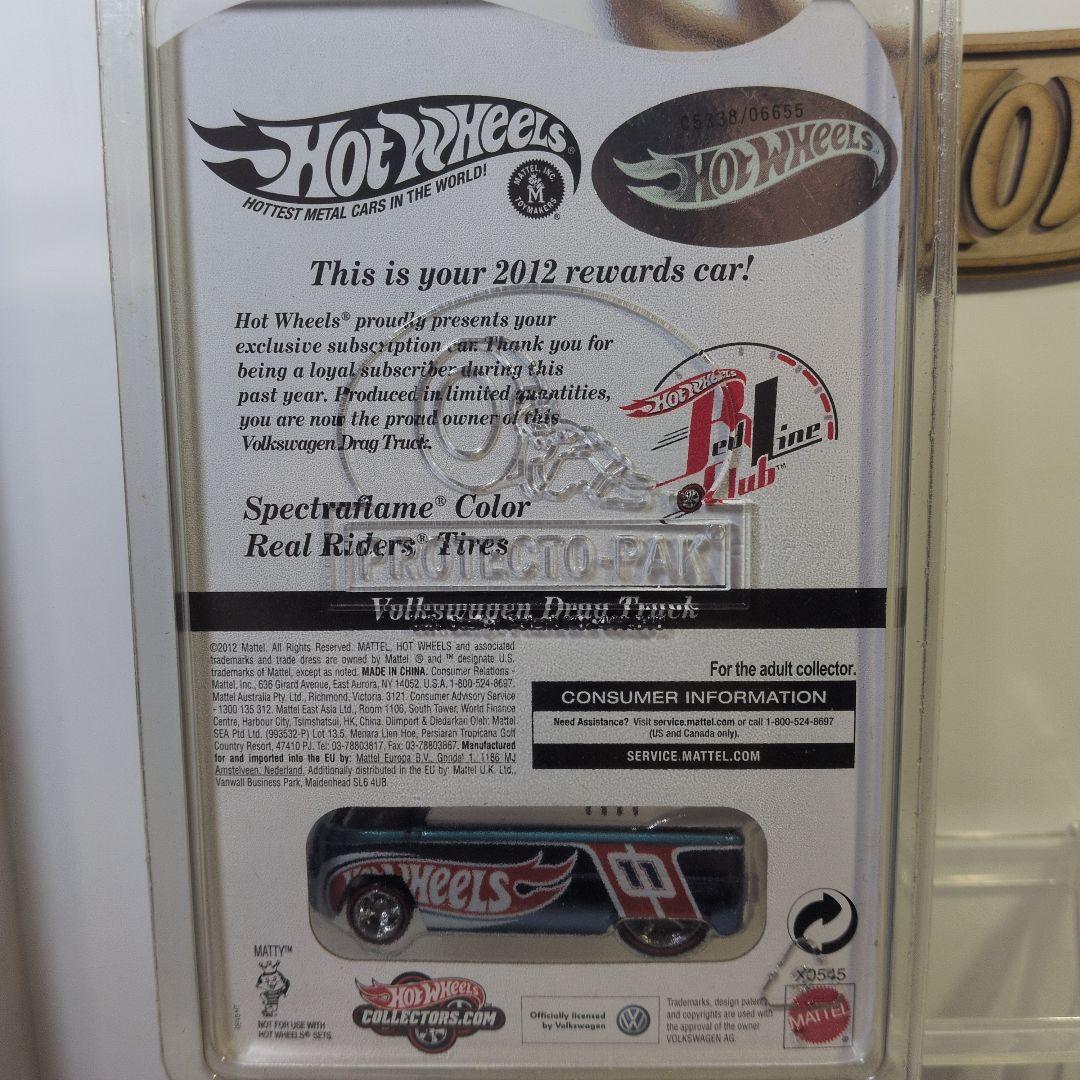 HOT WHEELS®
HOTTEST METAL CARS IN THE WORLD!
MATTEL, INC.
M
TOYMAKERS ®
05338/06655
HOT WHEELS
This is your 2012 rewards car!
Hot Wheels® proudly presents your
exclusive subscription car. Thank you for
being a loyal subscriber during this
past year. Produced in limited quantities,
you are now the proud owner of this
Volkswagen Drag Truck.
HOT WHEELS
Red Line
Club™
Spectraflame® Color
Real Riders® Tires
PROTECTO-PAK®
Volkswagen Drag Truck
©2012 Mattel. All Rights Reserved. MATTEL, HOT WHEELS and associated
trademarks and trade dress are owned by Mattel. ® and ™ designate U.S.
trademarks of Mattel, except as noted. MADE IN CHINA. Consumer Relations -
Mattel, Inc., 636 Girard Avenue, East Aurora, NY 14052, U.S.A. 1-800-524-8697.
Mattel Australia Pty. Ltd., Richmond, Victoria. 3121. Consumer Advisory Service
- 1300 135 312. Mattel East Asia Ltd., Room 1106, South Tower, World Finance
Centre, Harbour City, Tsimshatsui, HK, China. Diimport & Diedarkan Oleh: Mattel
SEA Ptd Ltd. (993532-P) Lot 13.5, Menara Lien Hoe, Persiaran Tropicana Golf
Country Resort, 47410 PJ. Tel: 03-78803817, Fax: 03-78803867. Manufactured
for and imported into the EU by: Mattel Europa B.V., Gondel 1, 1186 MJ
Amstelveen, Nederland. Additionally distributed in the EU by: Mattel U.K. Ltd.,
Vanwall Business Park, Maidenhead SL6 4UB.
For the adult collector.
CONSUMER INFORMATION
Need Assistance? Visit service.mattel.com or call 1-800-524-8697
(US and Canada only).
SERVICE.MATTEL.COM
HOT WHEELS
中
MATTY™
NOT FOR USE WITH
HOT WHEELS® SETS.
HOT WHEELS
COLLECTORS.COM
Officially licensed
by Volkswagen
Trademarks, design patents
and copyrights are used with
the approval of the owner
VOLKSWAGEN AG.
X0545
MATTEL®